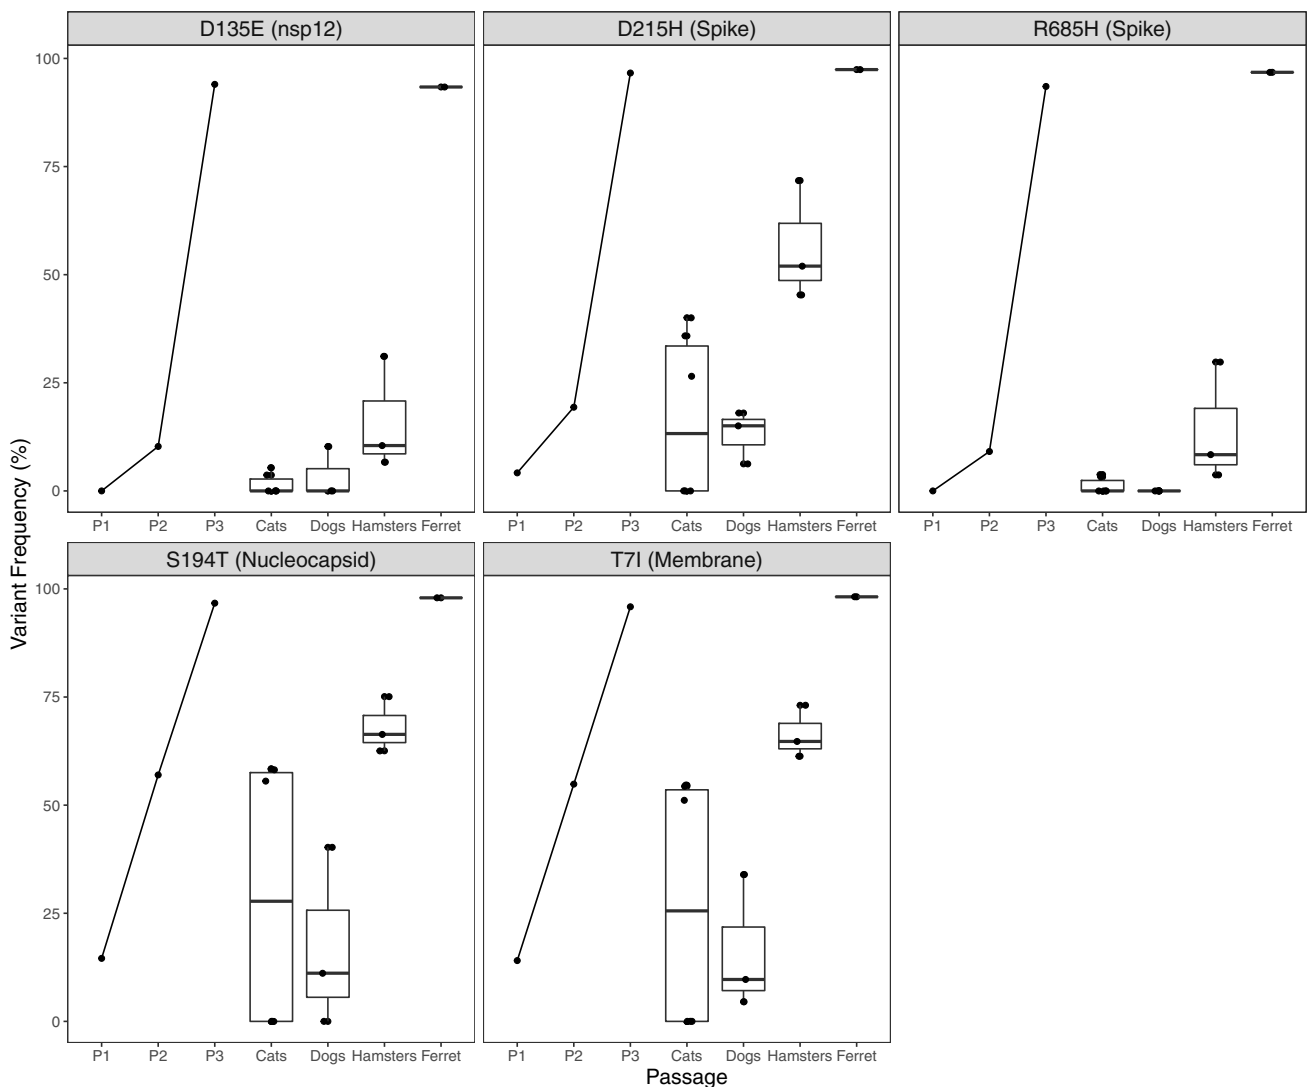 D135E (nsp12)
D215H (Spike)
R685H (Spike)
100
75
50
25
0
P1 P2 P3 Cats Dogs Hamsters Ferret
P1 P2 P3 Cats Dogs Hamsters Ferret
P1 P2 P3 Cats Dogs Hamsters Ferret
Variant Frequency (%)
S194T (Nucleocapsid)
T7I (Membrane)
100
75
50
25
0
P1 P2 P3 Cats Dogs Hamsters Ferret
P1 P2 P3 Cats Dogs Hamsters Ferret
Passage